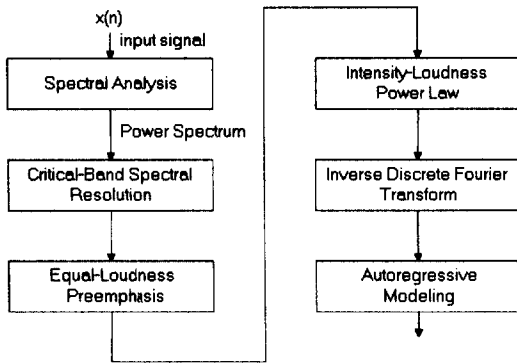 x(n)
input signal
Spectral Analysis
Power Spectrum
Critical-Band Spectral
Resolution
Equal-Loudness
Preemphasis
Intensity-Loudness
Power Law
Inverse Discrete Fourier
Transform
Autoregressive
Modeling